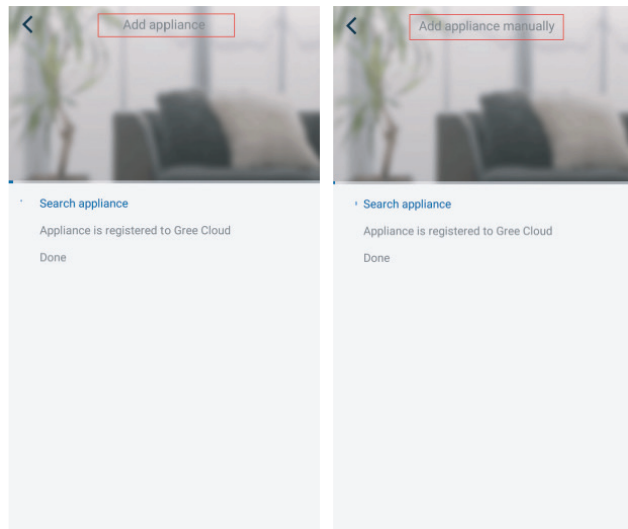 Add appliance
Search appliance
Appliance is registered to Gree Cloud
Done
Add appliance manually
Search appliance
Appliance is registered to Gree Cloud
Done